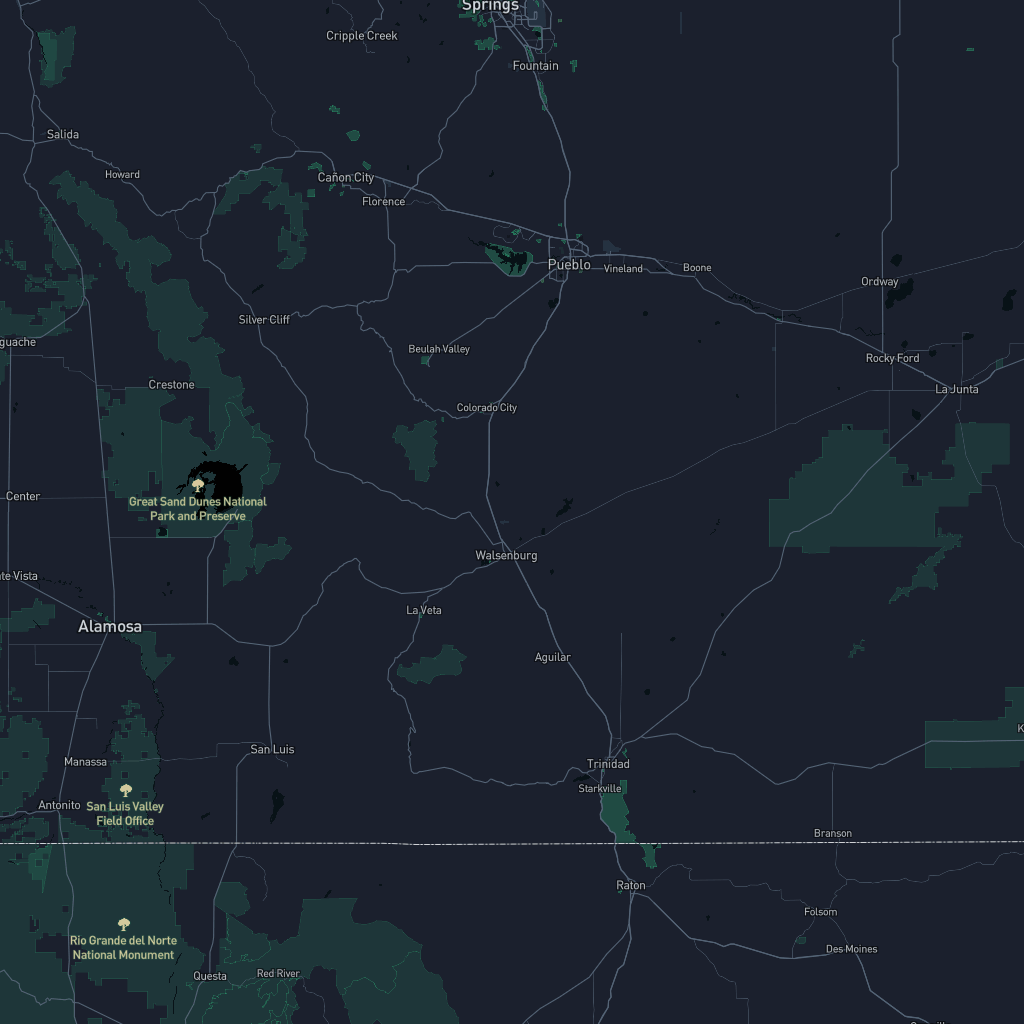 Springs
Cripple Creek
Fountain
Salida
Howard
Cañon City
Florence
Pueblo
Vineland
Boone
Ordway
Silver Cliff
guache
Beulah Valley
Rocky Ford
Crestone
La Junta
Colorado City
Center
Great Sand Dunes National
Park and Preserve
Walsenburg
te Vista
La Veta
Alamosa
Aguilar
K
San Luis
Manassa
Trinidad
Starkville
Antonito
San Luis Valley
Field Office
Branson
Raton
Folsom
Rio Grande del Norte
National Monument
Des Moines
Questa
Red River